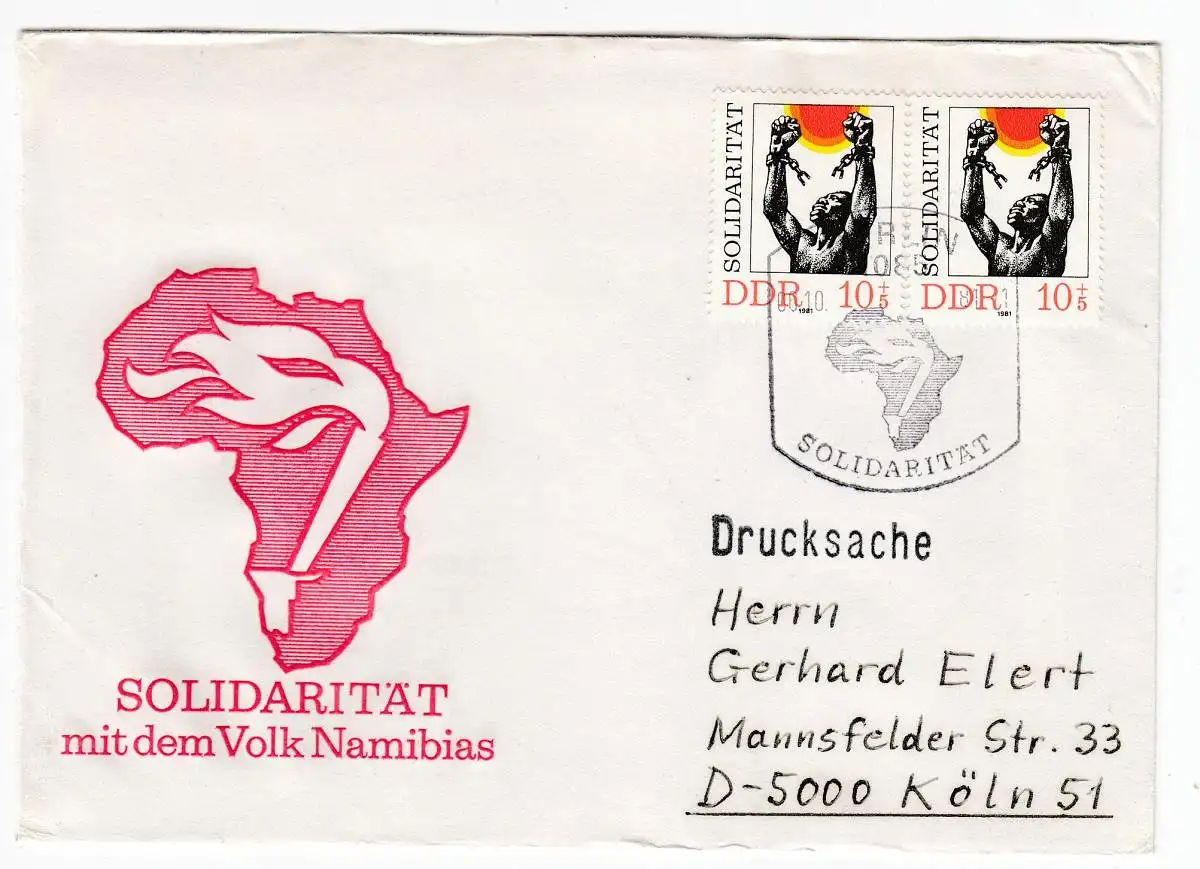 SOLIDARITÄT
DDR 10+5
1981
SOLIDARITÄT
DDR 10+5
1981
085
SOLIDARITÄT
SOLIDARITÄT
mit dem Volk Namibias
Drucksache
Herrn
Gerhard Elert
Mannsfelder Str. 33
D-5000 Köln 51